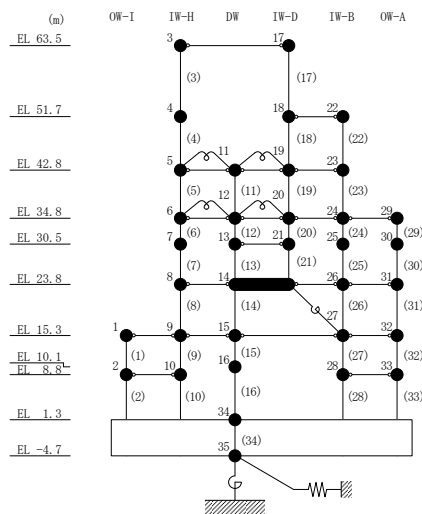 (m) OW-I IW-H DW IW-D IW-B OW-A
EL 63.5 3 17
(3) (17)
EL 51.7 4 18 22
(4) (18) (22)
EL 42.8 5 11 19 23
(5) (11) (19) (23)
EL 34.8 6 12 20 24 29
(6) (12) (20) (24) (29)
EL 30.5 7 13 21 25 30
(7) (13) (21) (25) (30)
EL 23.8 8 14 26 31
(8) (14) (26) (31)
EL 15.3 1 9 15 27 32
(1) (9) (15) (27) (32)
EL 10.1 16
EL 8.8 2 10 28 33
(2) (10) (16) (28) (33)
EL 1.3 34
(34)
EL -4.7 35